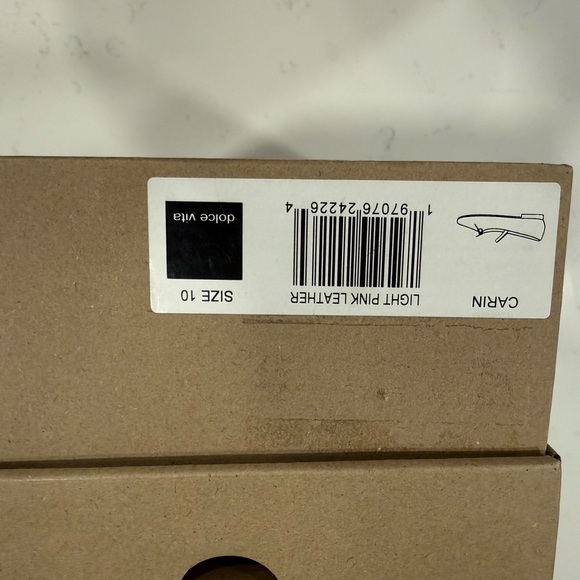 CARIN
LIGHT PINK LEATHER
SIZE 10
1 97076 24226 4
dolce vita